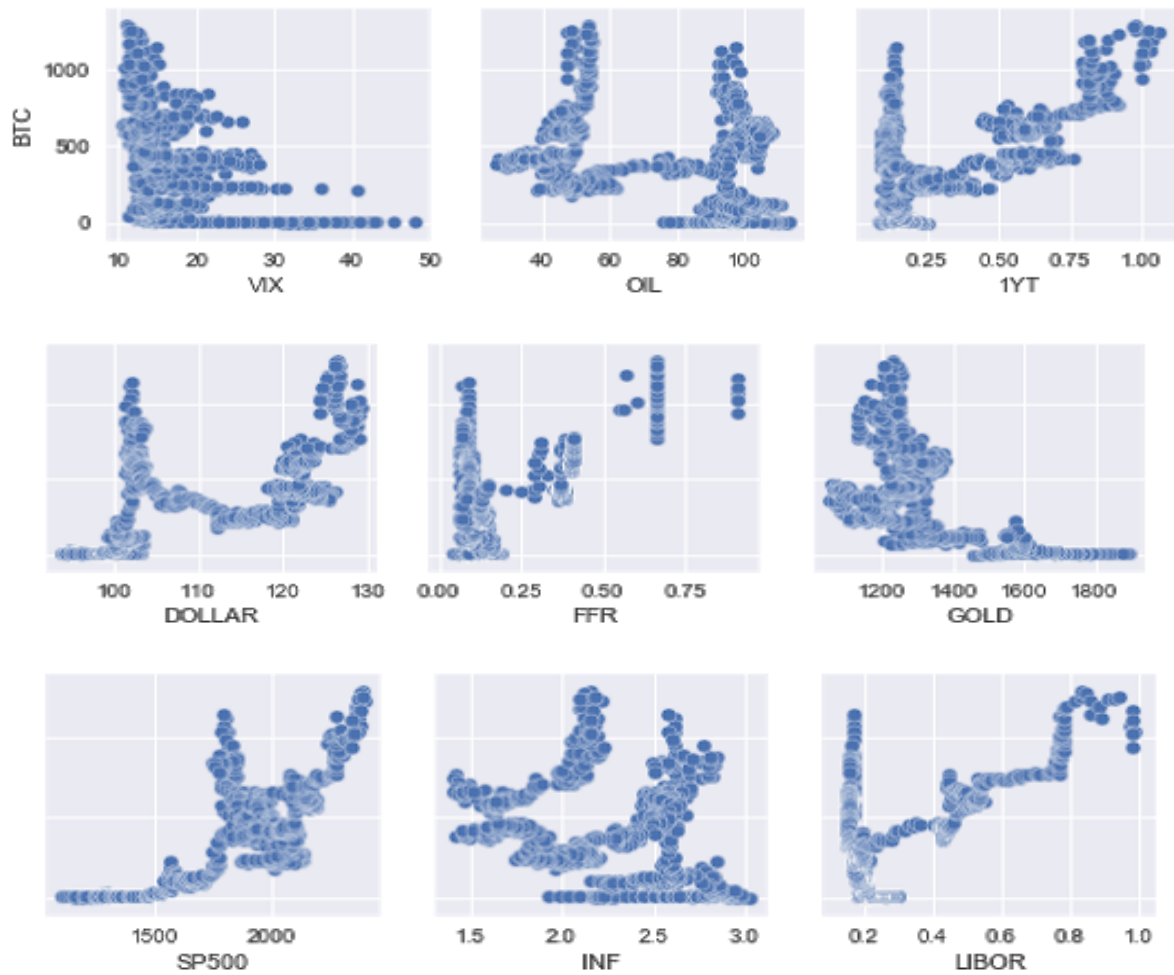 BTC
1000
500
0
10 20 30 40 50
VIX
40 60 80 100
OIL
0.25 0.50 0.75 1.00
1YT
100 110 120 130
DOLLAR
0.00 0.25 0.50 0.75
FFR
1200 1400 1600 1800
GOLD
1500 2000
SP500
1.5 2.0 2.5 3.0
INF
0.2 0.4 0.6 0.8 1.0
LIBOR